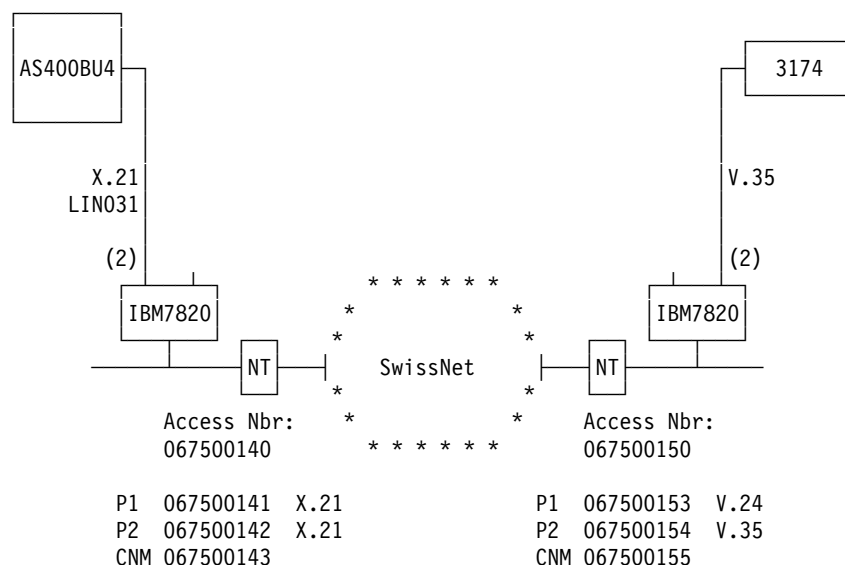 AS400BU4
3174
X.21
LIN031
V.35
(2)
(2)
* * * * * *
IBM7820
IBM7820
* *
* *
NT
SwissNet
NT
* *
Access Nbr:
* *
Access Nbr:
067500140
* * * * * *
067500150
P1 067500141 X.21
P1 067500153 V.24
P2 067500142 X.21
P2 067500154 V.35
CNM 067500143
CNM 067500155